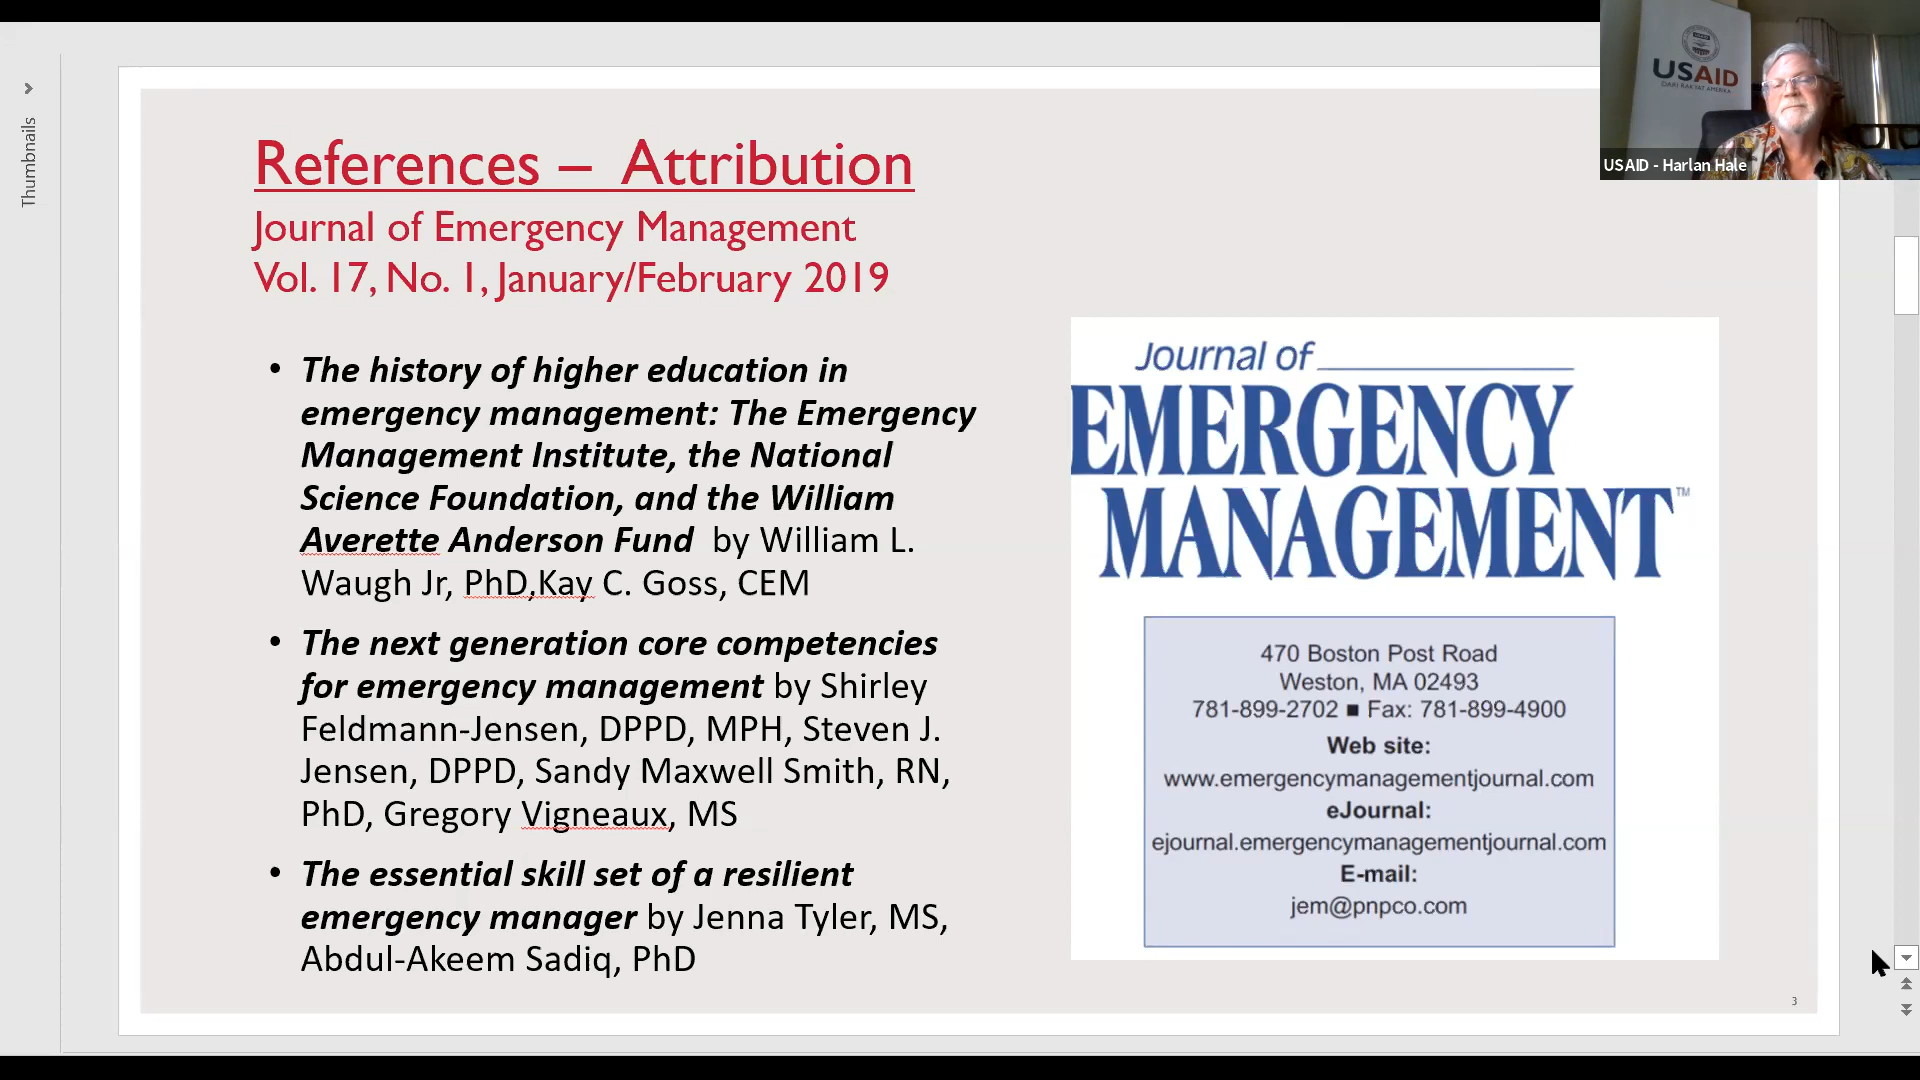 Thumbnails
References – Attribution
Journal of Emergency Management
Vol. 17, No. 1, January/February 2019
• The history of higher education in
emergency management: The Emergency
Management Institute, the National
Science Foundation, and the William
Averette Anderson Fund by William L.
Waugh Jr, PhD,Kay C. Goss, CEM
• The next generation core competencies
for emergency management by Shirley
Feldmann-Jensen, DPPD, MPH, Steven J.
Jensen, DPPD, Sandy Maxwell Smith, RN,
PhD, Gregory Vigneaux, MS
• The essential skill set of a resilient
emergency manager by Jenna Tyler, MS,
Abdul-Akeem Sadiq, PhD
Journal of
EMERGENCY
MANAGEMENT™
470 Boston Post Road
Weston, MA 02493
781-899-2702 ■ Fax: 781-899-4900
Web site:
www.emergencymanagementjournal.com
eJournal:
ejournal.emergencymanagementjournal.com
E-mail:
jem@pnpco.com
3
USAID
DARI RAKYAT AMERIKA
USAID - Harlan Hale